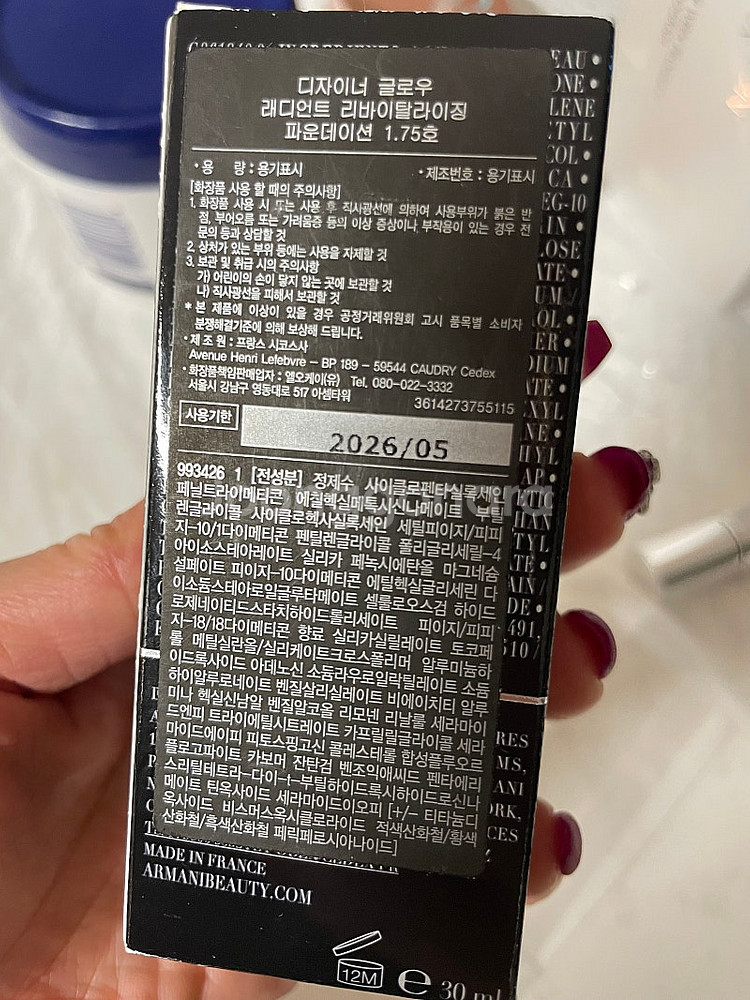 디자이너 글로우
래디언트 리바이탈라이징
파운데이션 1.75호
• 용 량 : 용기표시 • 제조번호 : 용기표시
[화장품 사용 할 때의 주의사항]
1. 화장품 사용 시 또는 사용 후 직사광선에 의하여 사용부위가 붉은 반
점, 부어오름 또는 가려움증 등의 이상 증상이나 부작용이 있는 경우 전
문의 등과 상담할 것
2. 상처가 있는 부위 등에는 사용을 자제할 것
3. 보관 및 취급 시의 주의사항
가) 어린이의 손이 닿지 않는 곳에 보관할 것
나) 직사광선을 피해서 보관할 것
* 본 제품에 이상이 있을 경우 공정거래위원회 고시 품목별 소비자
분쟁해결기준에 의해 보상해 드립니다.
• 제 조 원 : 프랑스 시코스사
Avenue Henri Lefebvre – BP 189 – 59544 CAUDRY Cedex
• 화장품책임판매업자 : 엘오케이(유) Tel. 080-022-3332
서울시 강남구 영동대로 517 아셈타워
3614273755115
사용기한 2026/05
993426 1 [전성분] 정제수 사이클로펜타실록세인
페닐트라이메티콘 에칠헥실메톡시신나메이트 부틸
렌글라이콜 사이클로헥사실록세인 세틸피이지/피피
지-10/1다이메티콘 펜틸렌글라이콜 폴리글리세릴-4
아이소스테아레이트 실리카 페녹시에탄올 마그네슘
설페이트 피이지-10다이메티콘 에틸헥실글리세린 다
이소듐스테아로일글루타메이트 셀룰로오스검 하이드
로제네이티드스타치하이드롤리세이트 피이지/피피
지-18/18다이메티콘 향료 실리카실릴레이트 토코페
롤 메틸실란올/실리케이트크로스폴리머 알루미늄하
이드록사이드 아데노신 소듐라우로일락틸레이트 소듐
하이알루로네이트 벤질살리실레이트 비에이치티 알루
미나 헥실신남알 벤질알코올 리모넨 리날룰 세라마이
드엔피 트라이에틸시트레이트 카프릴릴글라이콜 세라
마이드에이피 피토스핑고신 콜레스테롤 합성플루오르
플로고파이트 카보머 잔탄검 벤조익애씨드 펜타에리
스리틸테트라-다이-t-부틸하이드록시하이드로신나
메이트 틴옥사이드 세라마이드이오피 [+/- 티타늄디
옥사이드 비스머스옥시클로라이드 적색산화철/황색
산화철/흑색산화철 페릭페로시아나이드]
MADE IN FRANCE
ARMANIBEAUTY.COM
12M e 30 ml